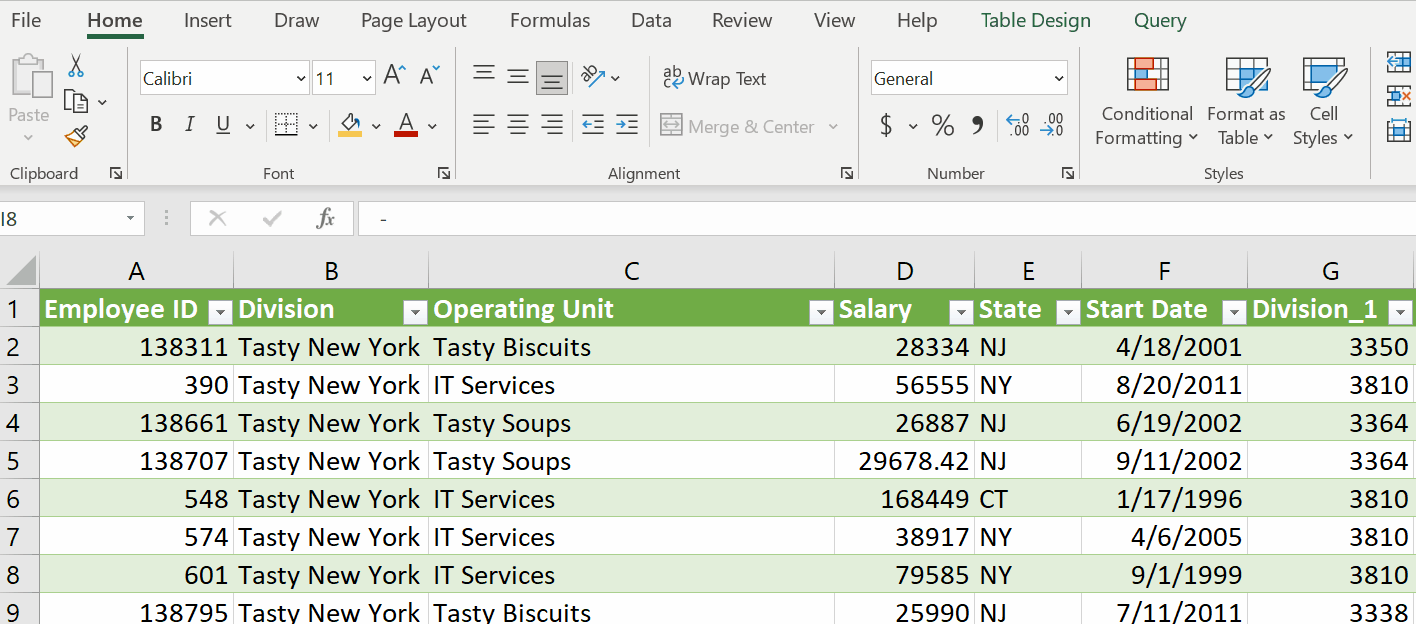 File Home Insert Draw Page Layout Formulas Data Review View Help Table Design Query
Calibri 11 A A ab Wrap Text General
Paste B I U A Merge & Center $ % , .00 .00 Conditional Formatting Format as Table Cell Styles
Clipboard Font Alignment Number Styles
I8 fx -
A B C D E F G
1 Employee ID Division Operating Unit Salary State Start Date Division_1
2 138311 Tasty New York Tasty Biscuits 28334 NJ 4/18/2001 3350
3 390 Tasty New York IT Services 56555 NY 8/20/2011 3810
4 138661 Tasty New York Tasty Soups 26887 NJ 6/19/2002 3364
5 138707 Tasty New York Tasty Soups 29678.42 NJ 9/11/2002 3364
6 548 Tasty New York IT Services 168449 CT 1/17/1996 3810
7 574 Tasty New York IT Services 38917 NY 4/6/2005 3810
8 601 Tasty New York IT Services 79585 NY 9/1/1999 3810
9 138795 Tasty New York Tasty Biscuits 25990 NJ 7/11/2011 3338